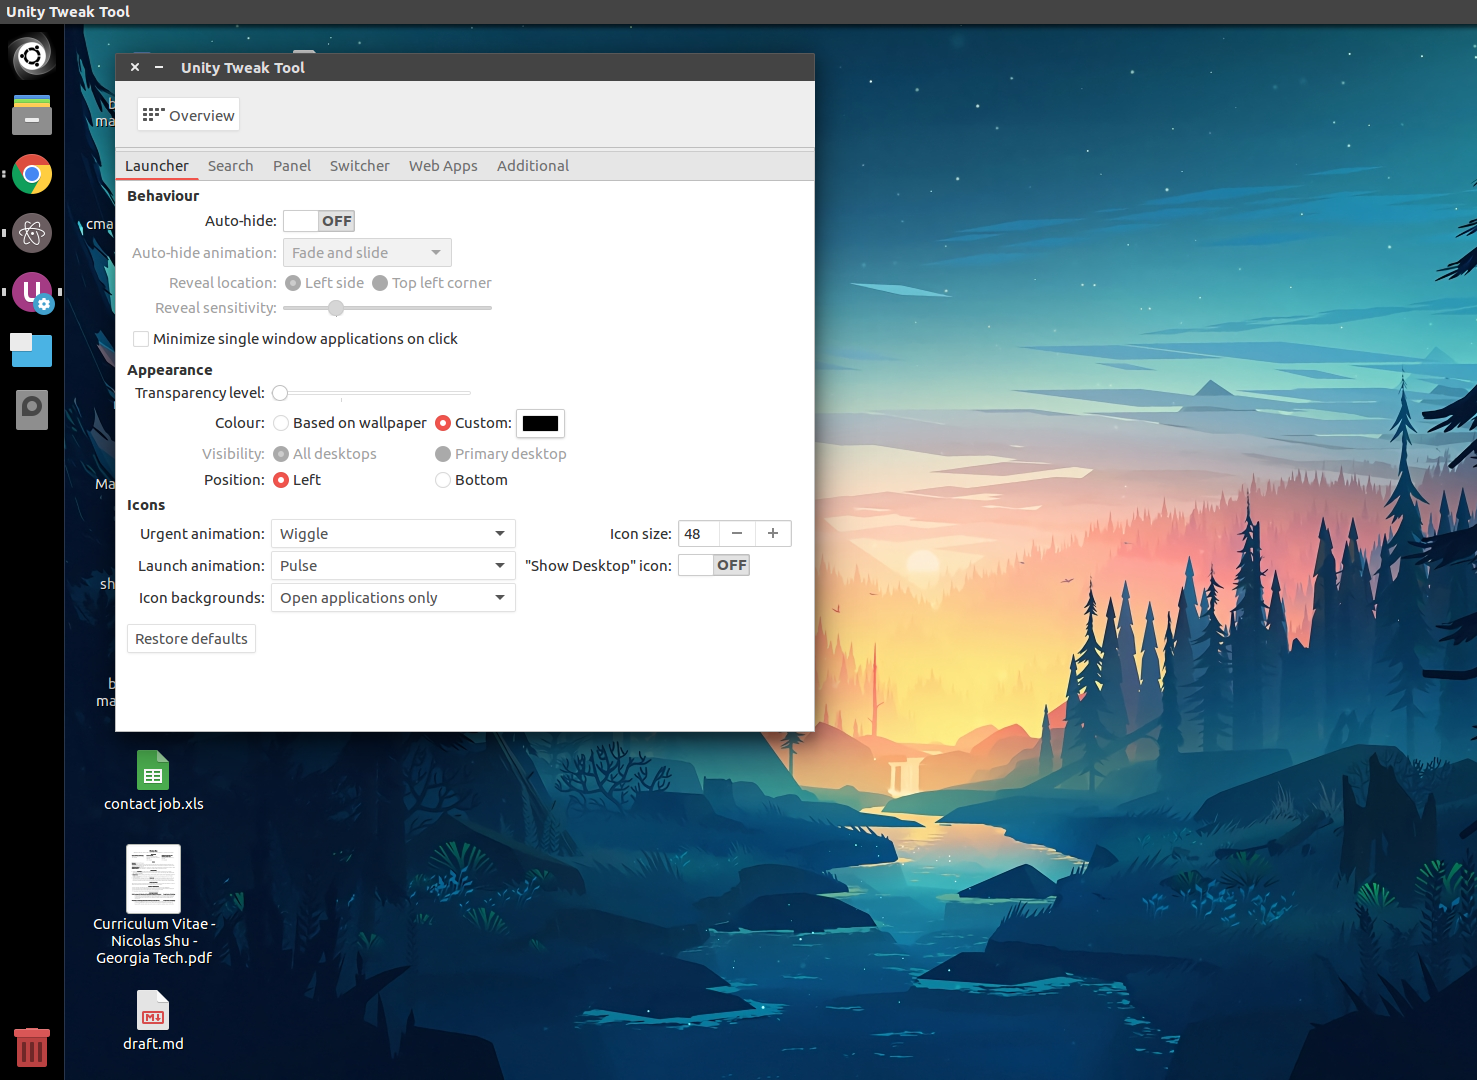 Unity Tweak Tool
Unity Tweak Tool
Overview
Launcher Search Panel Switcher Web Apps Additional
Behaviour
Auto-hide: OFF
Auto-hide animation: Fade and slide
Reveal location: Left side Top left corner
Reveal sensitivity:
Minimize single window applications on click
Appearance
Transparency level:
Colour: Based on wallpaper Custom:
Visibility: All desktops Primary desktop
Position: Left Bottom
Icons
Urgent animation: Wiggle Icon size: 48
Launch animation: Pulse "Show Desktop" icon: OFF
Icon backgrounds: Open applications only
Restore defaults
b
ma
cma
Ma
sh
b
ma
contact job.xls
Curriculum Vitae -
Nicolas Shu -
Georgia Tech.pdf
draft.md